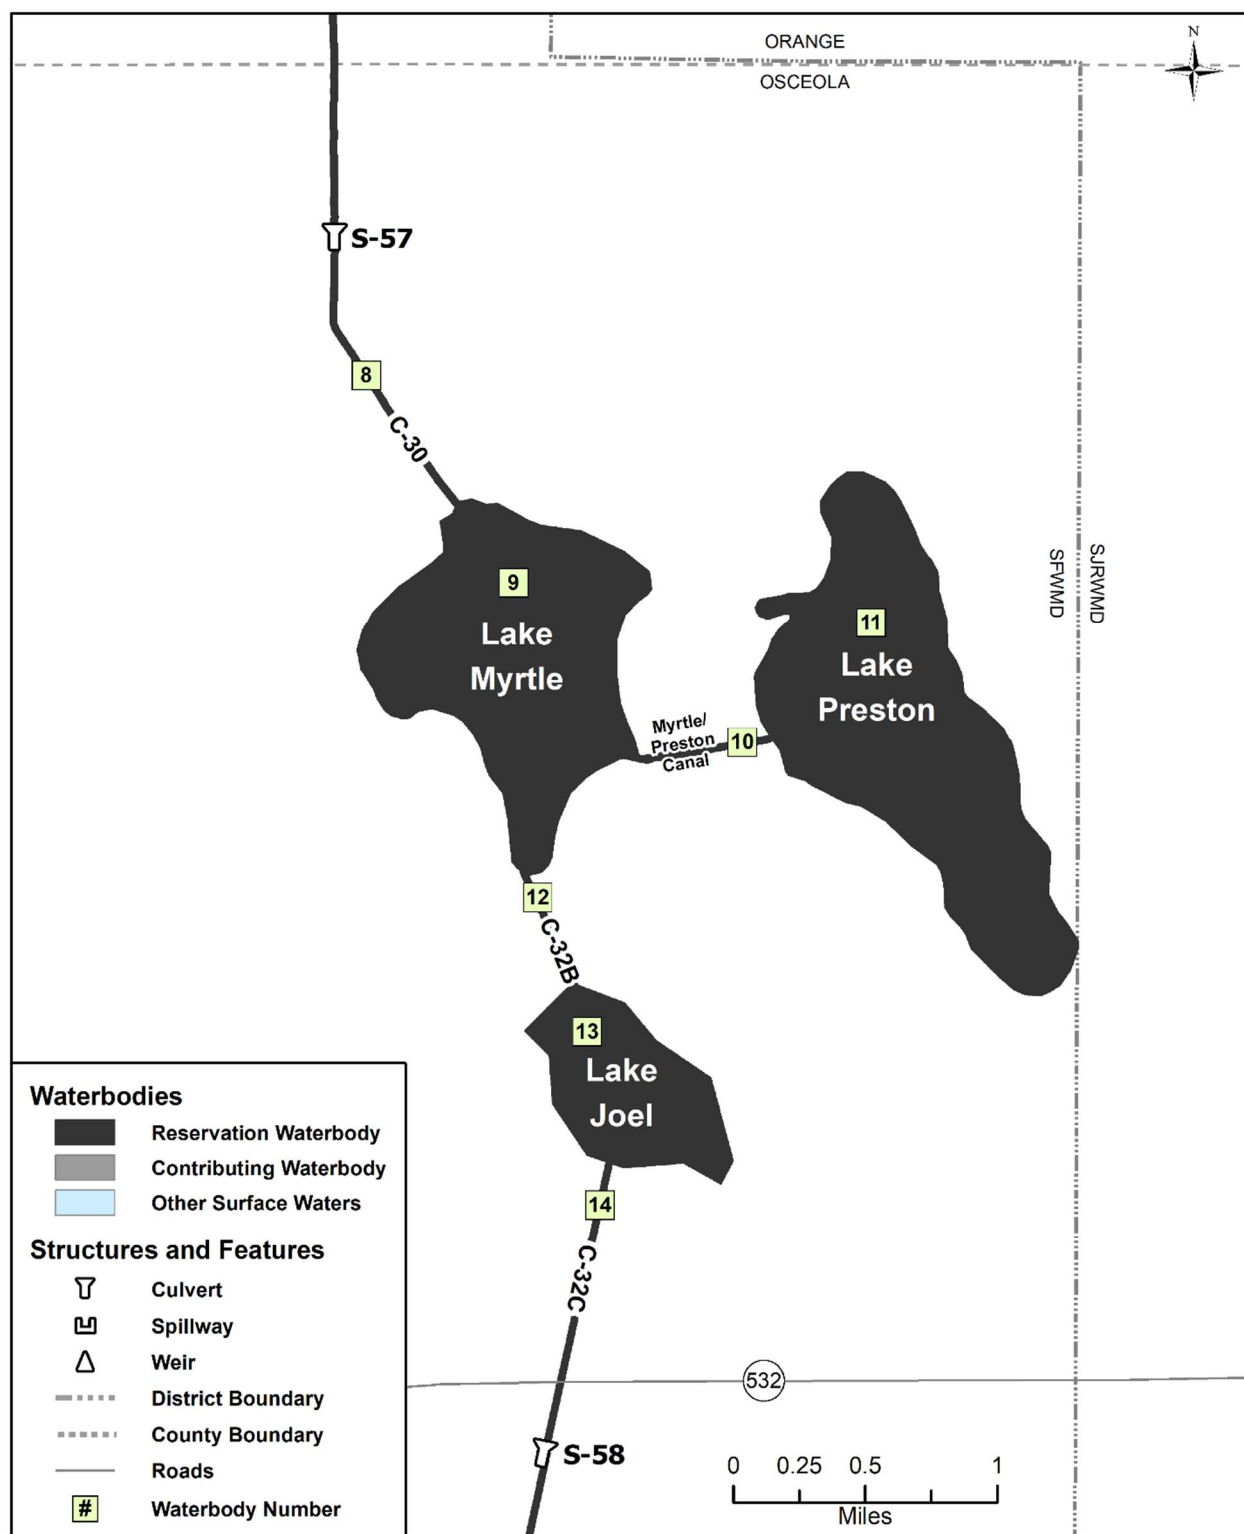 ORANGE
OSCEOLA
N
S-57
8
C-30
9
Lake
Myrtle
11
Lake
Preston
SFWMD
SJRWMD
Myrtle/
Preston
Canal
10
12
C-32B
13
Lake
Joel
14
C-32C
532
S-58
0 0.25 0.5 1
Miles
Waterbodies
Reservation Waterbody
Contributing Waterbody
Other Surface Waters
Structures and Features
Culvert
Spillway
Weir
District Boundary
County Boundary
Roads
# Waterbody Number